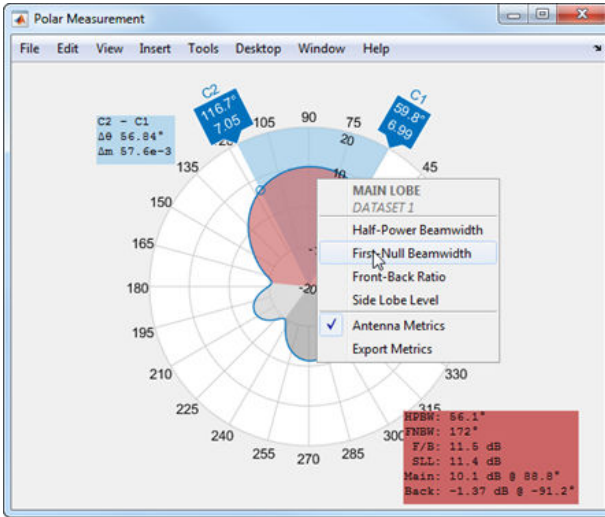 Polar Measurement
File Edit View Insert Tools Desktop Window Help
C2 - C1
Δθ 56.84°
Δm 57.6e-3
C2
116.7°
7.05
C1
59.8°
6.99
105
90
75
20
10
45
135
150
165
180
195
210
225
240
255
270
285
300
315
330
-20
MAIN LOBE
DATASET 1
Half-Power Beamwidth
First-Null Beamwidth
Front-Back Ratio
Side Lobe Level
✓ Antenna Metrics
Export Metrics
HPBW: 56.1°
FNBW: 172°
F/B: 11.5 dB
SLL: 11.4 dB
Main: 10.1 dB @ 88.8°
Back: -1.37 dB @ -91.2°